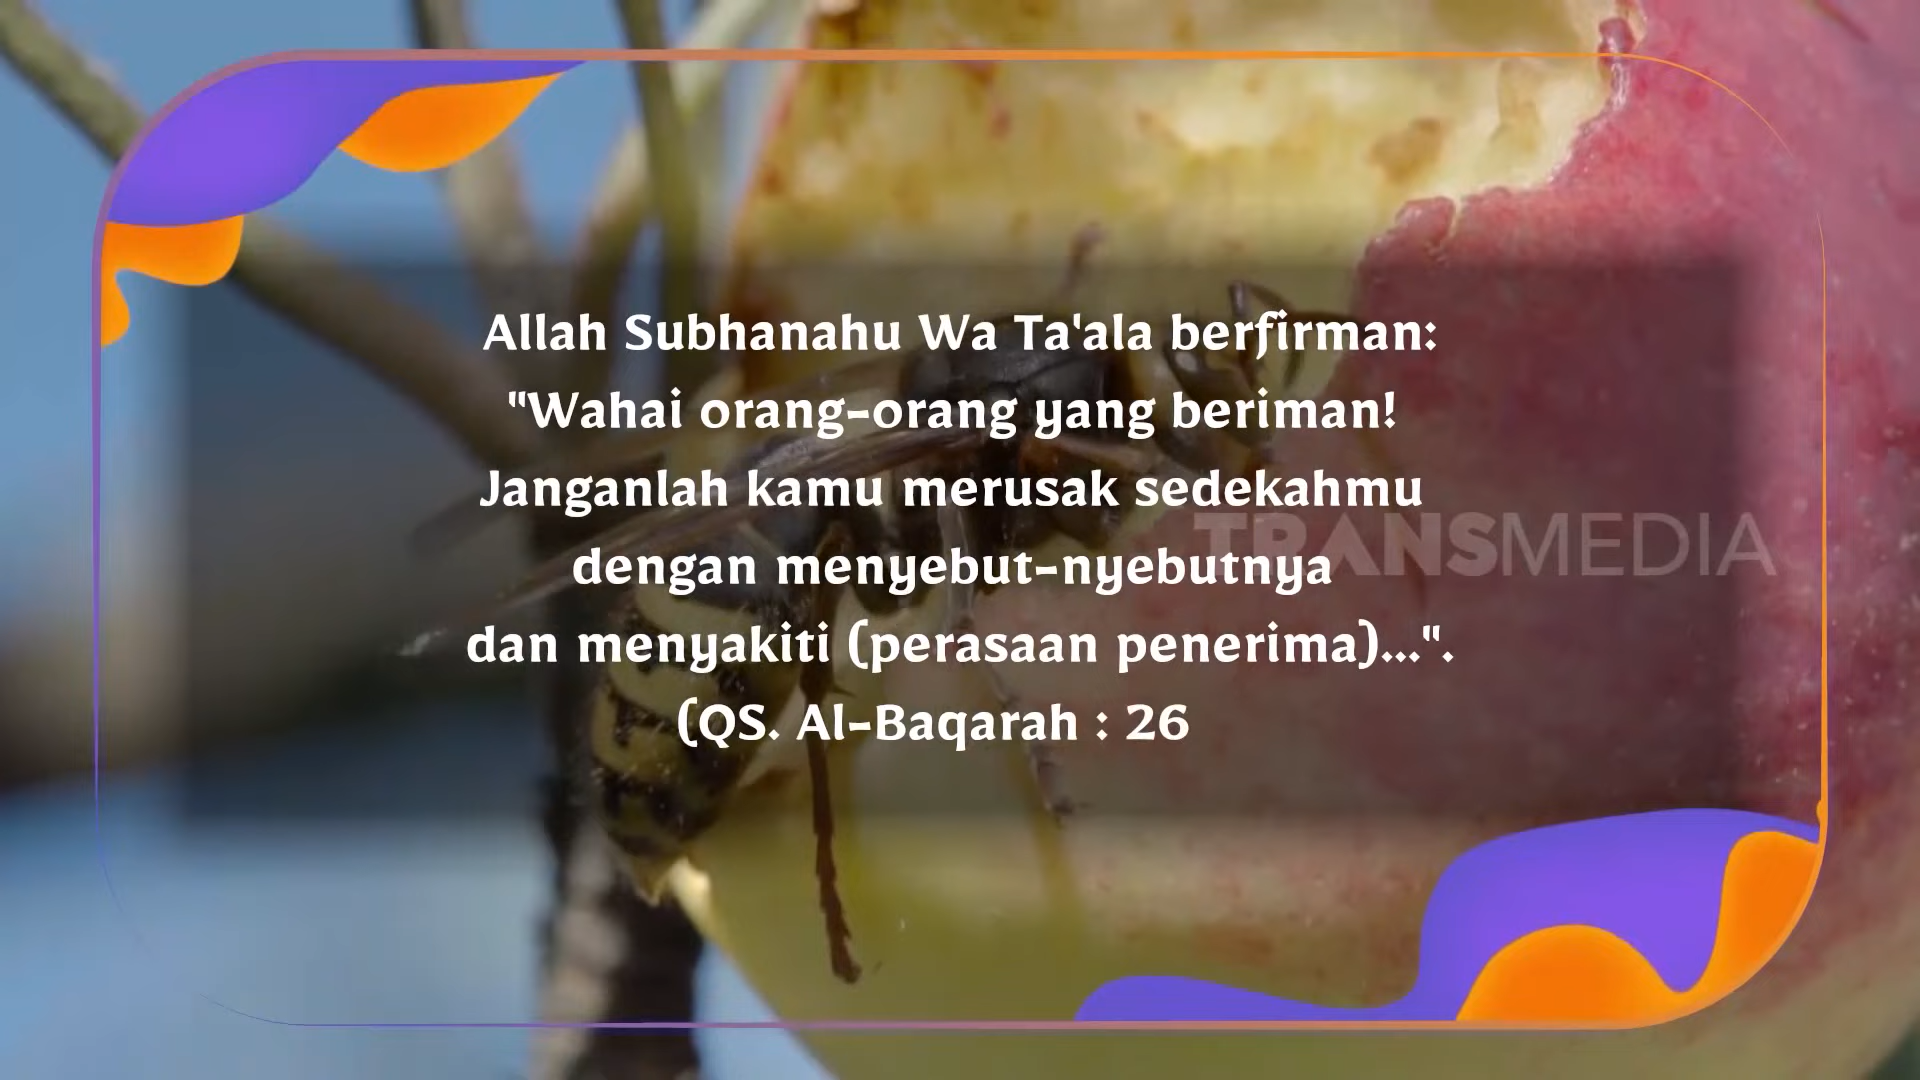 Allah Subhanahu Wa Ta'ala berfirman:
"Wahai orang-orang yang beriman!
Janganlah kamu merusak sedekahmu
dengan menyebut-nyebutnya
dan menyakiti (perasaan penerima)...".
(QS. Al-Baqarah : 26
TRANSMEDIA